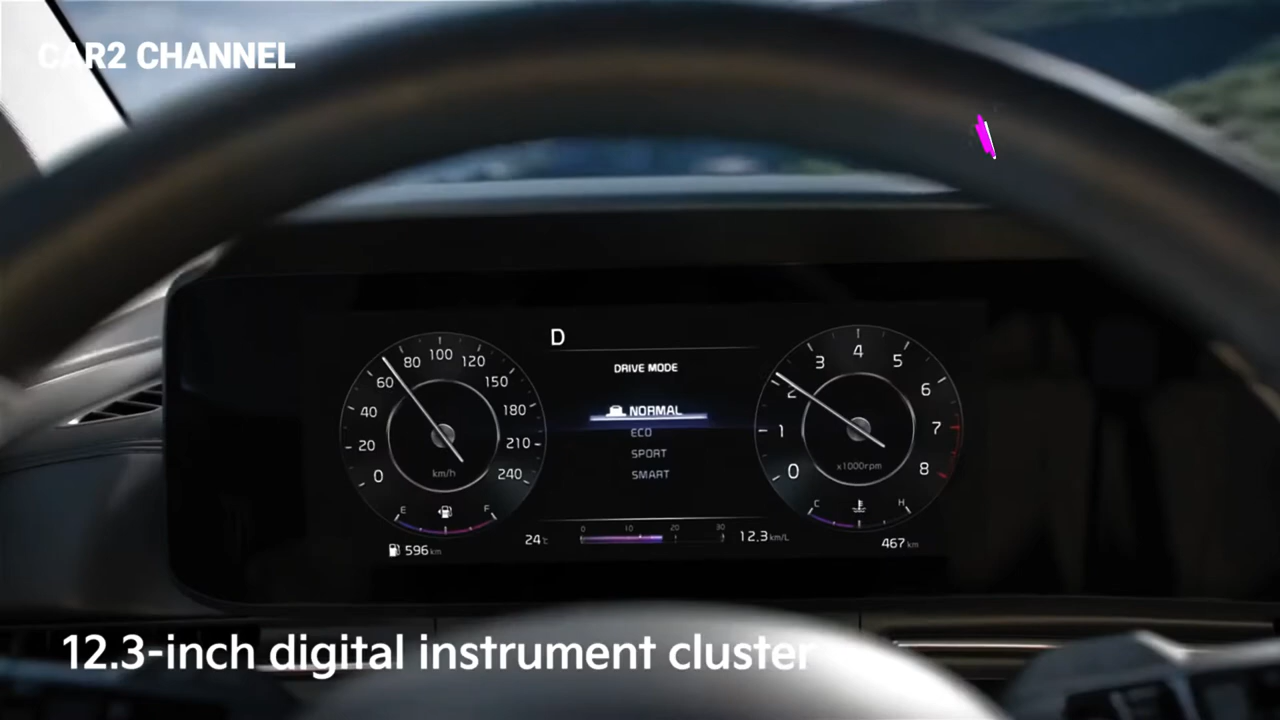 CAR2 CHANNEL
D
DRIVE MODE
NORMAL
ECO
SPORT
SMART
0 20 40 60 80 100 120 150 180 210 240
km/h
E F
596 km
24°C
0 10 20 30
12.3 km/L
0 1 2 3 4 5 6 7 8
x1000rpm
C H
467 km
12.3-inch digital instrument cluster